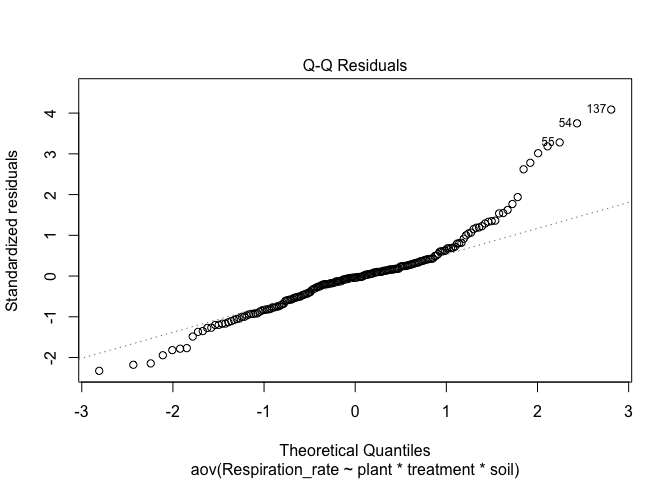 Q-Q Residuals
Standardized residuals
4
3
2
1
0
-1
-2
137
54
55
-3 -2 -1 0 1 2 3
Theoretical Quantiles
aov(Respiration_rate ~ plant * treatment * soil)